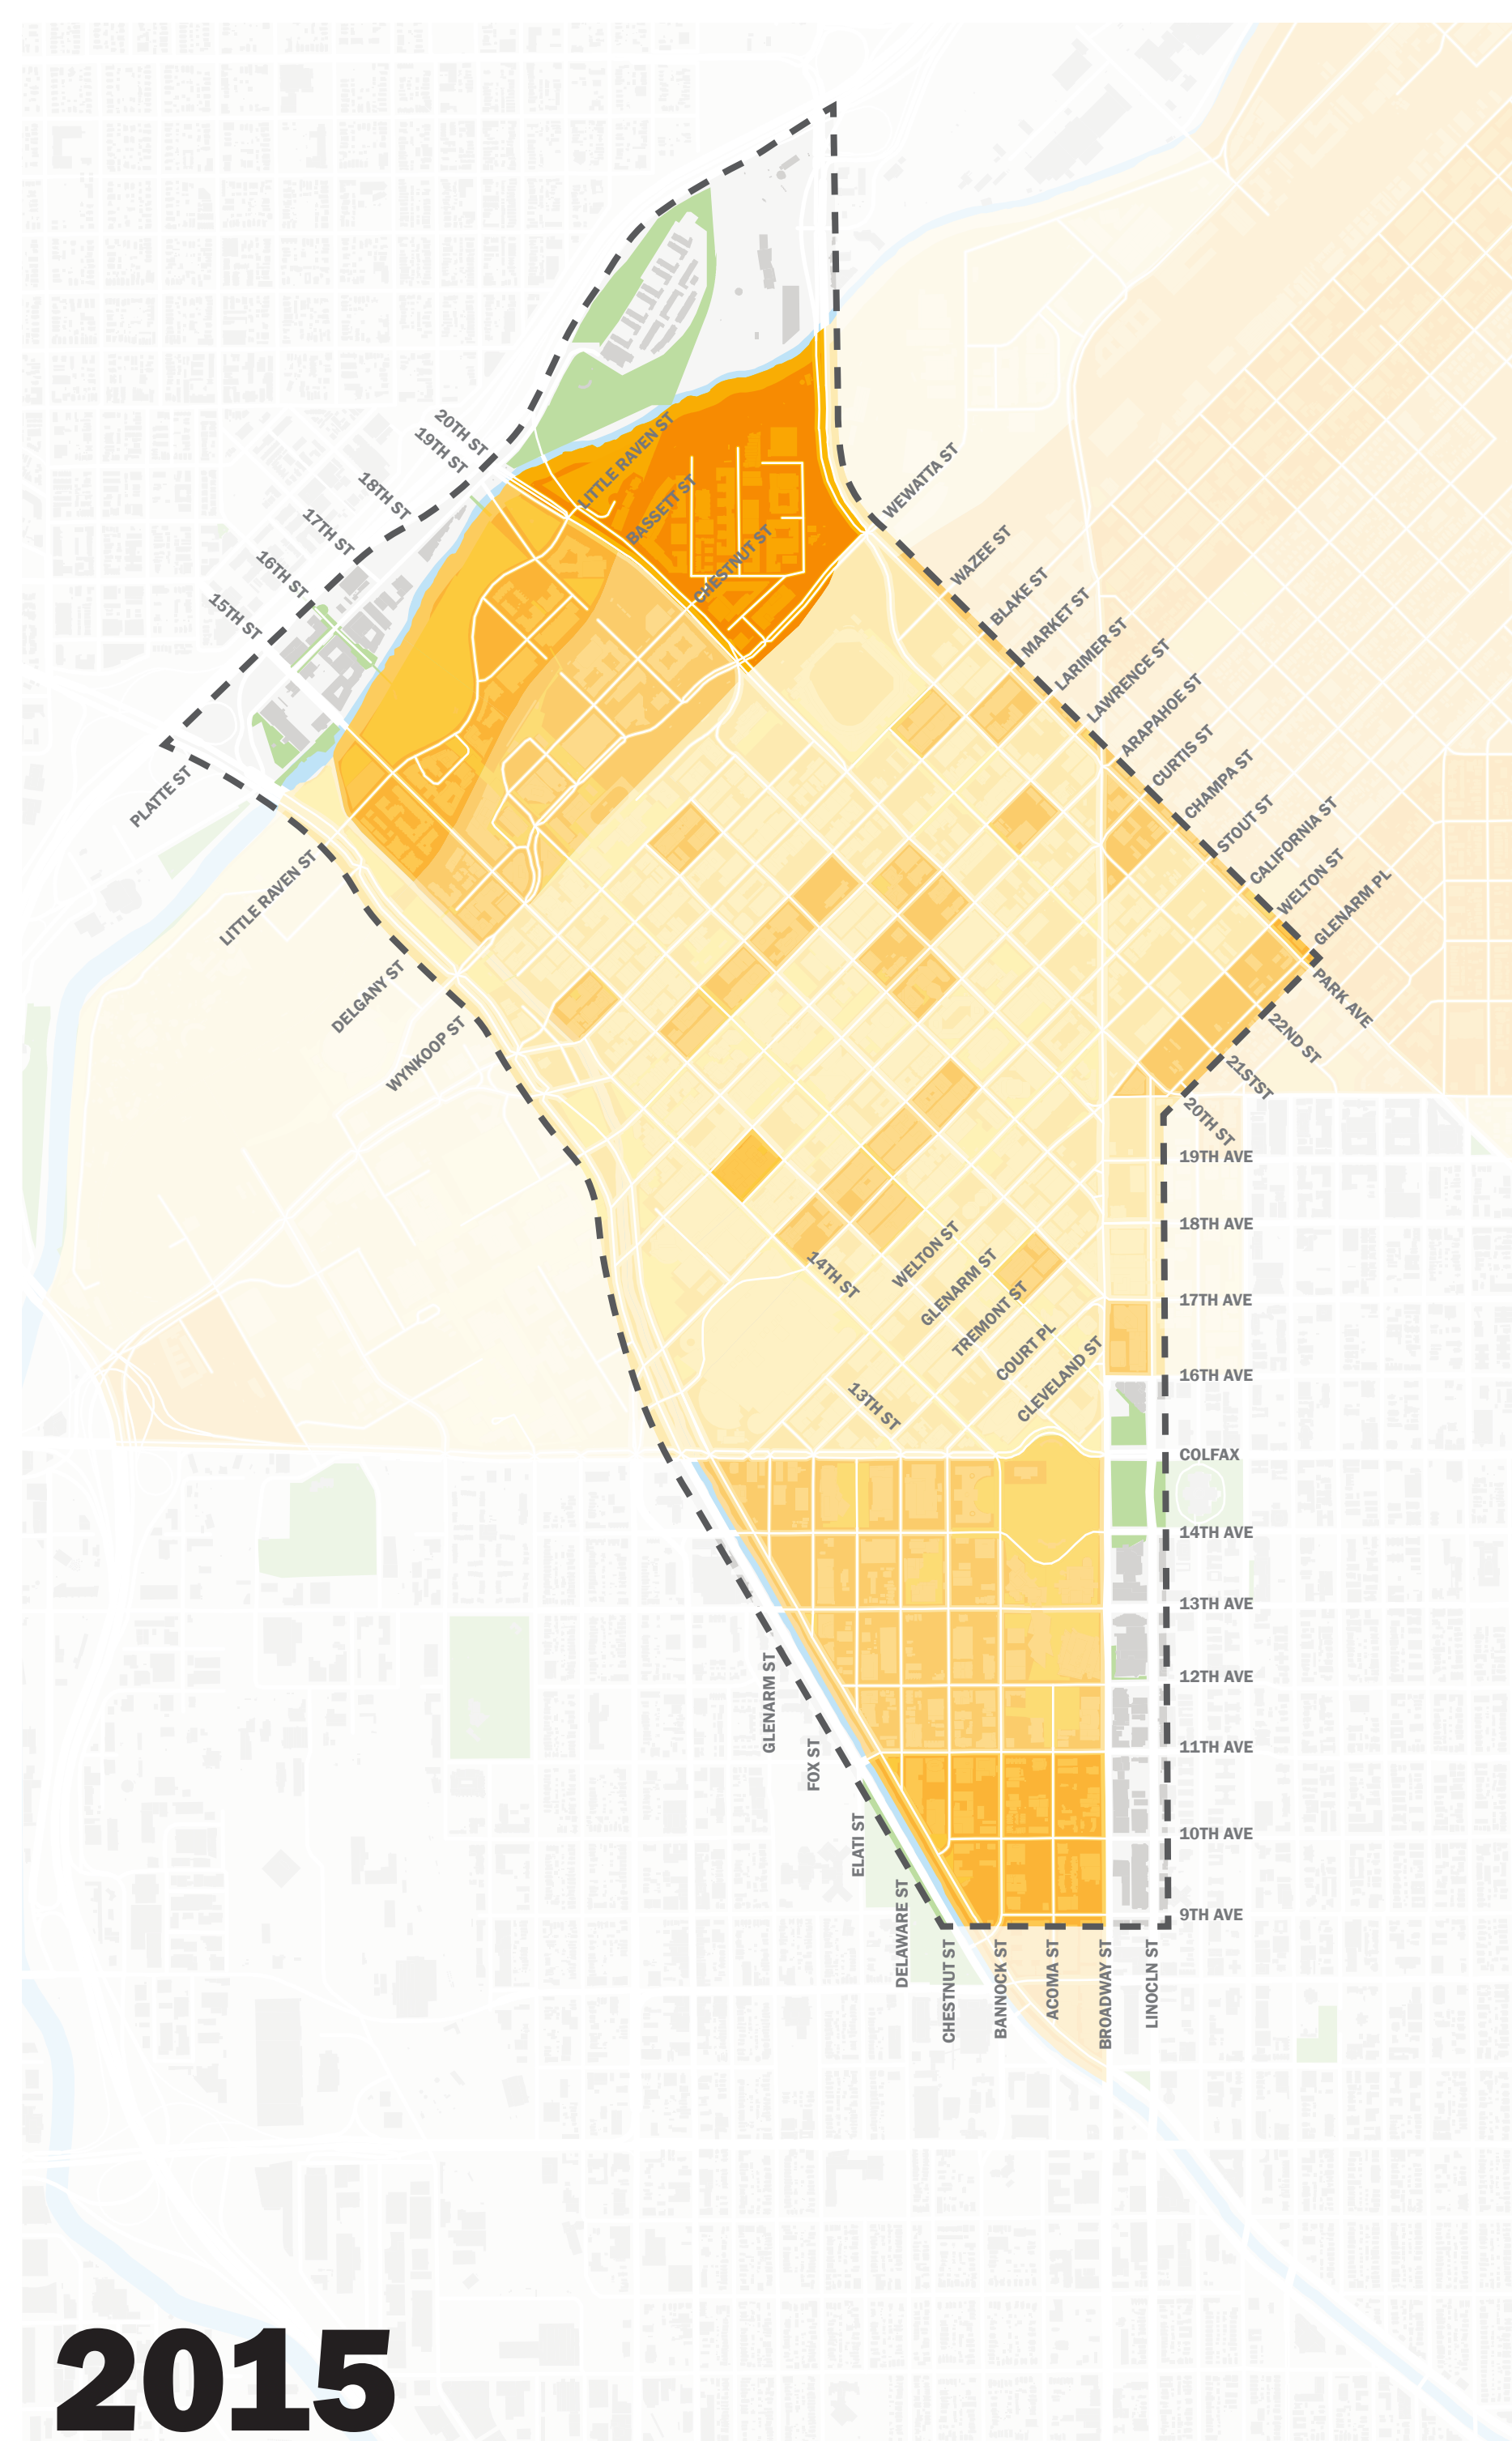 20TH ST
19TH ST
18TH ST
17TH ST
16TH ST
15TH ST
LITTLE RAVEN ST
BASSETT ST
CHESTNUT ST
WEWATTA ST
WAZEE ST
BLAKE ST
MARKET ST
LARIMER ST
LAWRENCE ST
ARAPAHOE ST
CURTIS ST
CHAMPA ST
STOUT ST
CALIFORNIA ST
WELTON ST
GLENARM PL
PARK AVE
22ND ST
21STST
20TH ST
PLATTE ST
LITTLE RAVEN ST
DELGANY ST
WYNKOOP ST
19TH AVE
18TH AVE
17TH AVE
16TH AVE
COLFAX
14TH AVE
13TH AVE
12TH AVE
11TH AVE
10TH AVE
9TH AVE
14TH ST
WELTON ST
GLENARM ST
TREMONT ST
COURT PL
CLEVELAND ST
13TH ST
GLENARM ST
FOX ST
ELATI ST
DELAWARE ST
CHESTNUT ST
BANNOCK ST
ACOMA ST
BROADWAY ST
LINOCLN ST
2015